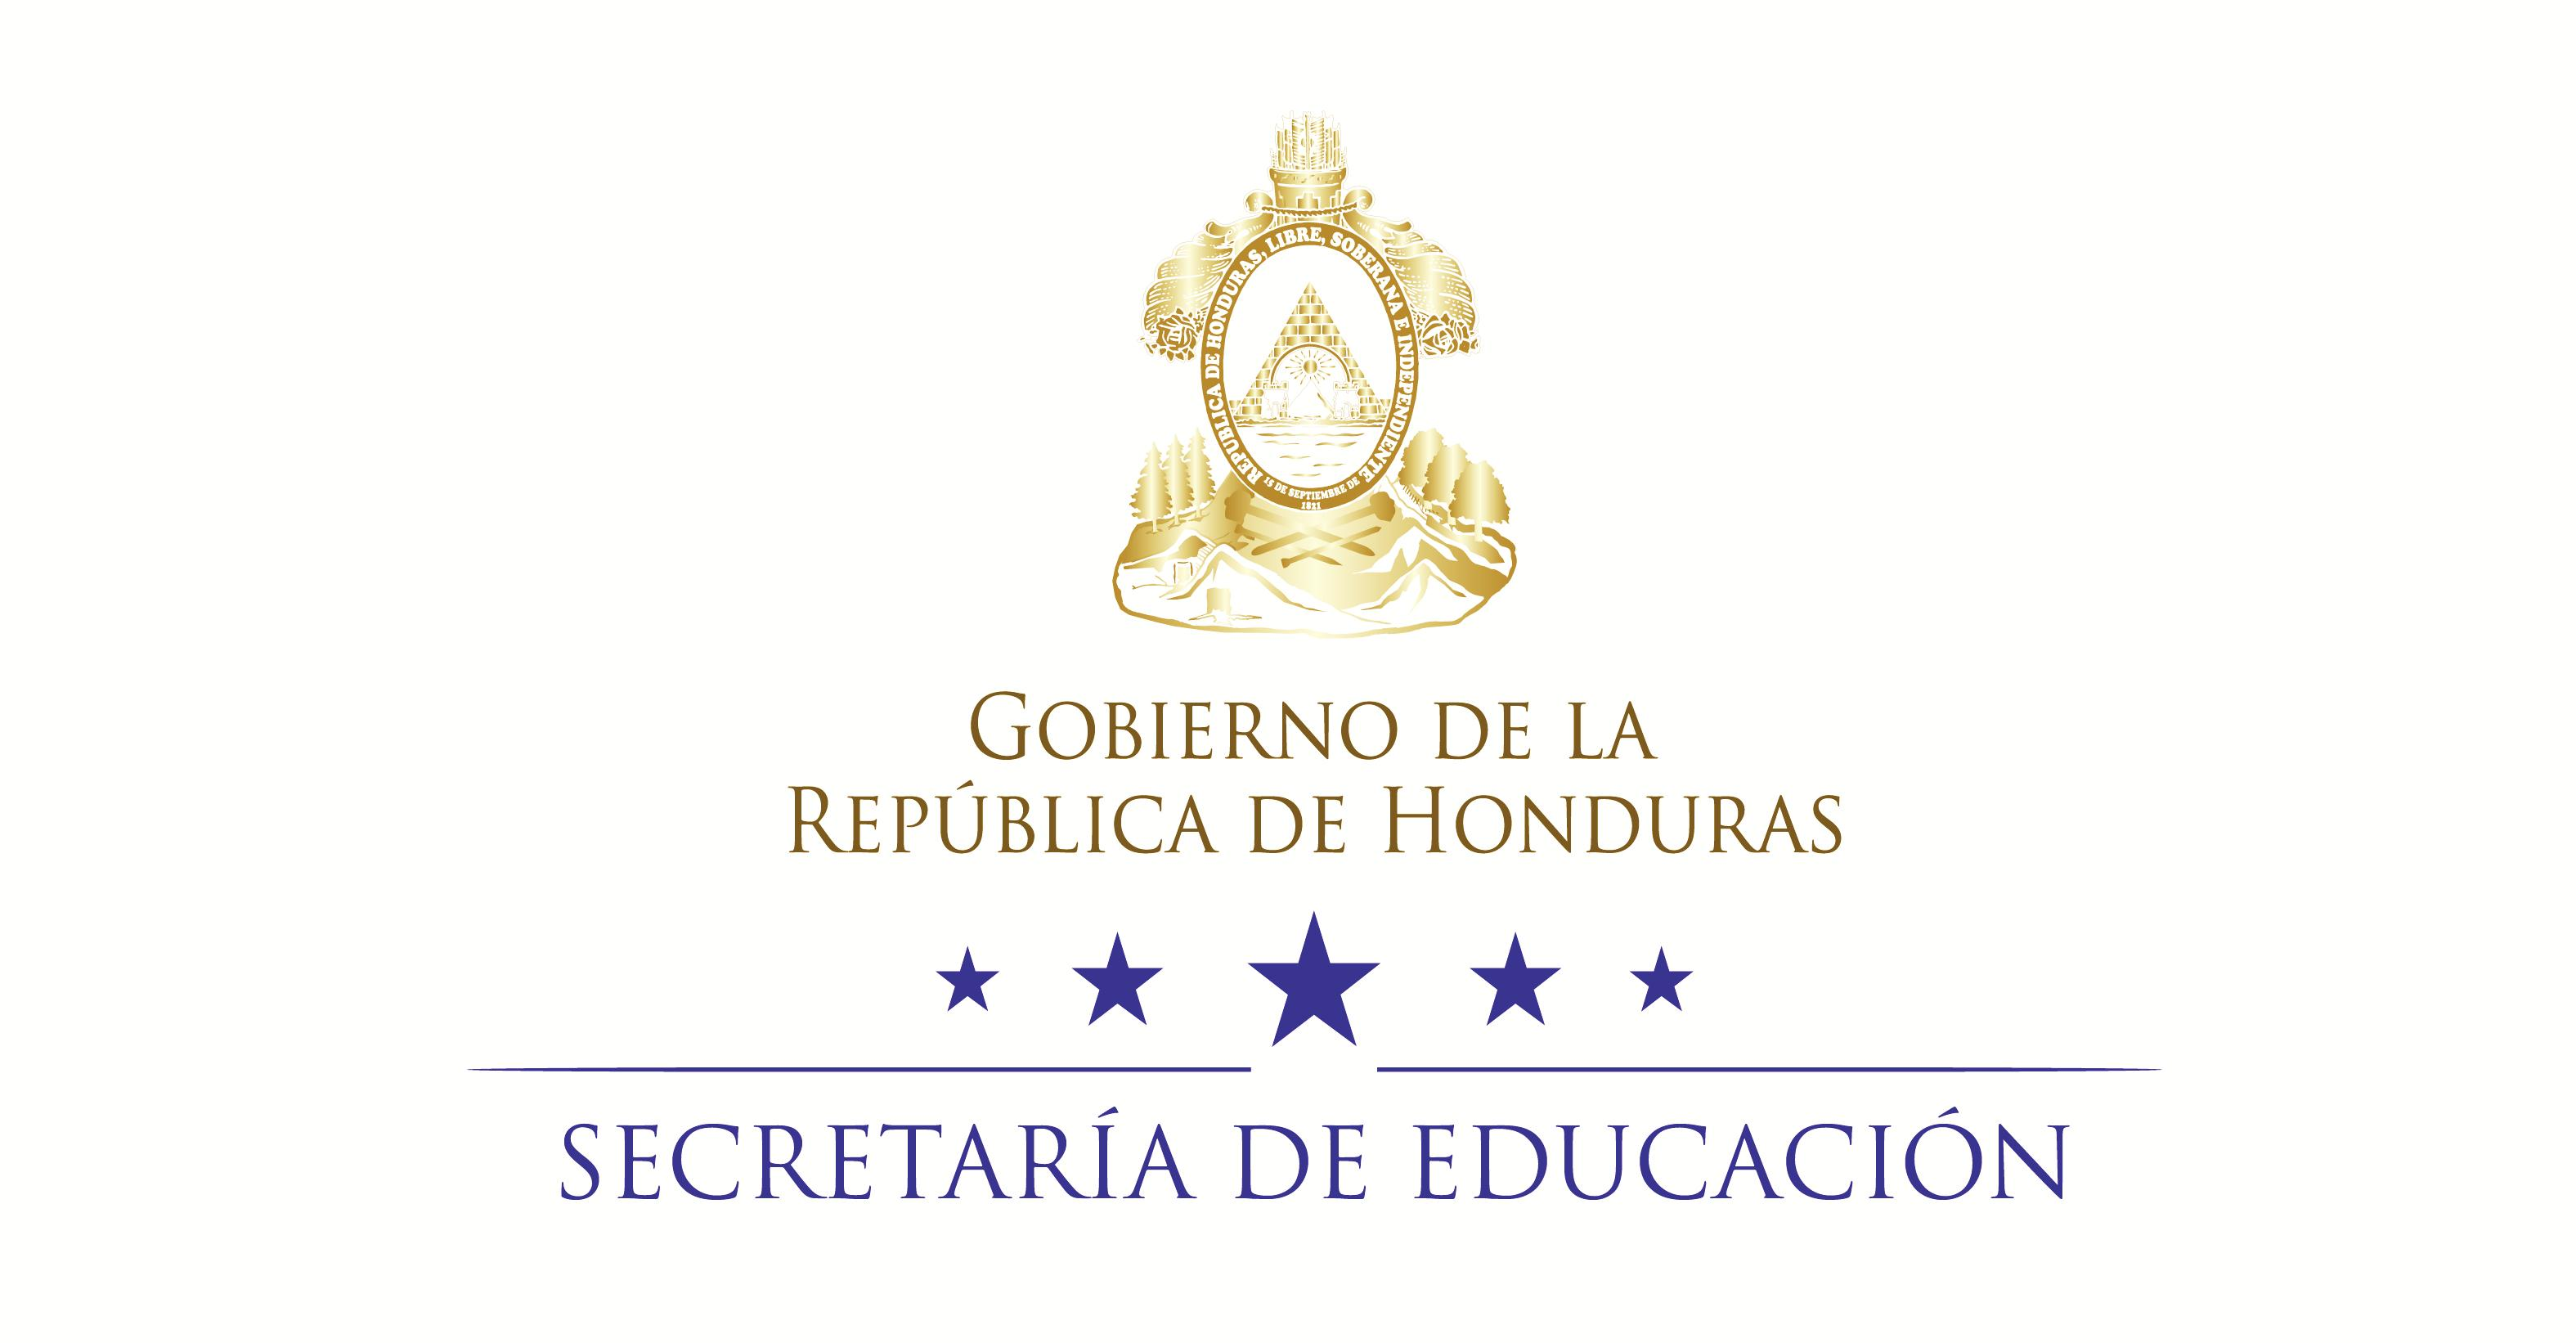 REPUBLICA DE HONDURAS, LIBRE, SOBERANA E INDEPENDIENTE
15 DE SEPTIEMBRE DE
1821
GOBIERNO DE LA
REPÚBLICA DE HONDURAS
SECRETARÍA DE EDUCACIÓN